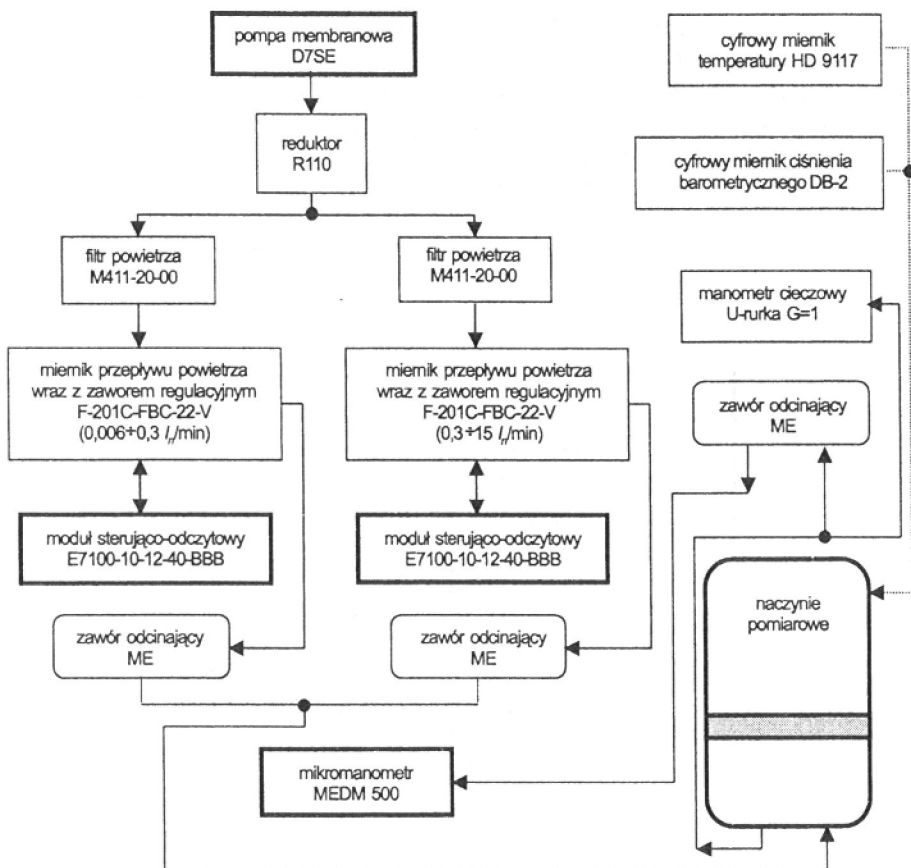 pompa membranowa
D7SE
cyfrowy miernik
temperatury HD 9117
reduktor
R110
cyfrowy miernik ciśnienia
barometrycznego DB-2
filtr powietrza
M411-20-00
filtr powietrza
M411-20-00
manometr cieczowy
U-rurka G=1
miernik przepływu powietrza
wraz z zaworem regulacyjnym
F-201C-FBC-22-V
(0,006÷0,3 lₙ/min)
miernik przepływu powietrza
wraz z zaworem regulacyjnym
F-201C-FBC-22-V
(0,3÷15 lₙ/min)
zawór odcinający
ME
moduł sterująco-odczytowy
E7100-10-12-40-BBB
moduł sterująco-odczytowy
E7100-10-12-40-BBB
naczynie
pomiarowe
zawór odcinający
ME
zawór odcinający
ME
mikromanometr
MEDM 500